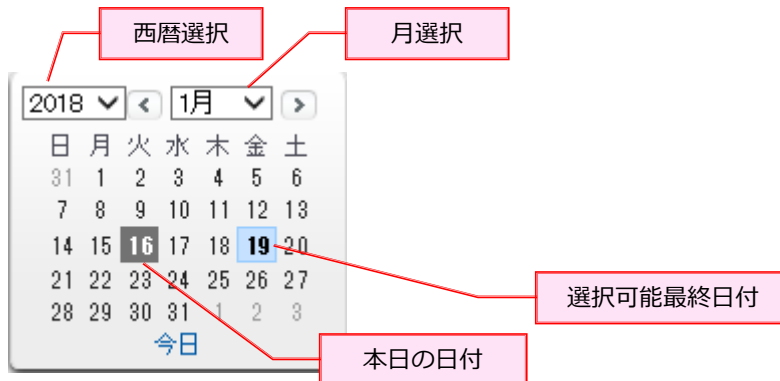 西暦選択
月選択
2018 1月
日 月 火 水 木 金 土
31 1 2 3 4 5 6
7 8 9 10 11 12 13
14 15 16 17 18 19 20
21 22 23 24 25 26 27
28 29 30 31 1 2 3
今日
選択可能最終日付
本日の日付